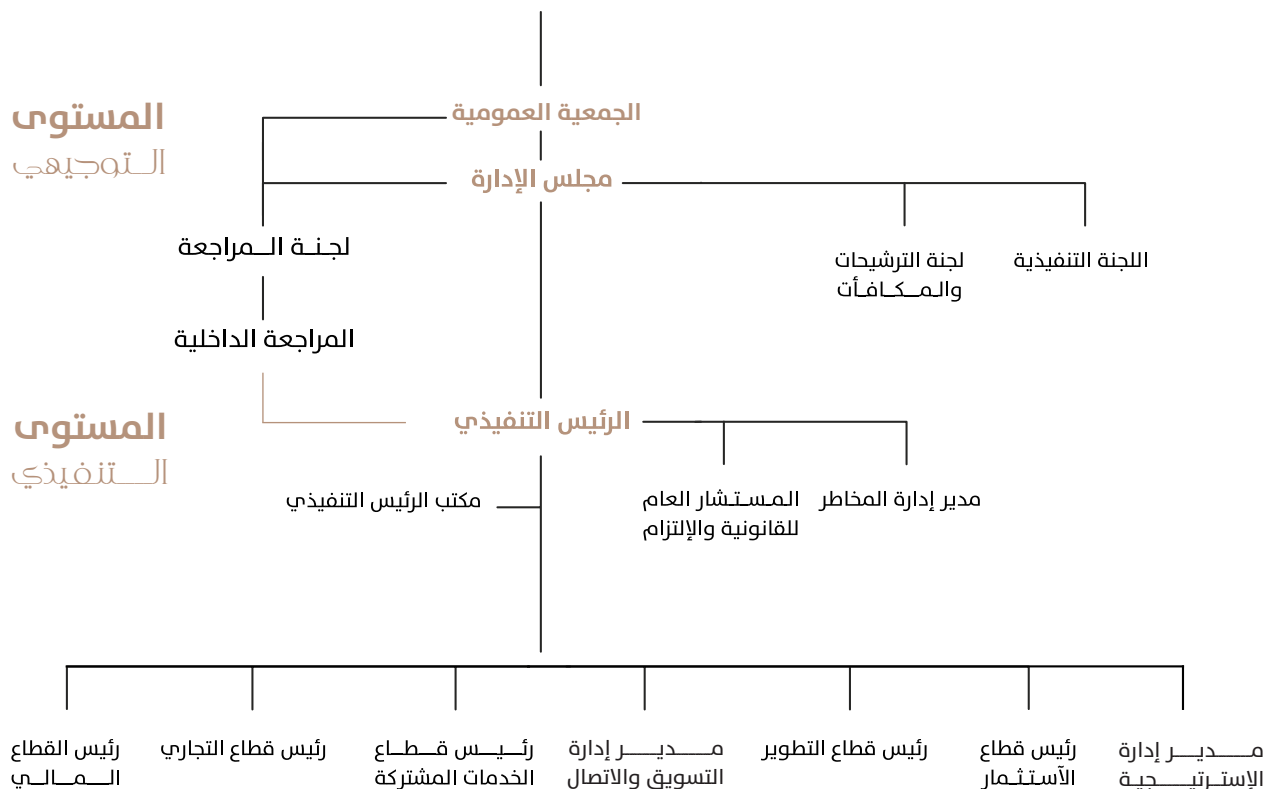 المستوى
التوجيهي
الجمعية العمومية
مجلس الإدارة
لجنة المراجعة
لجنة الترشيحات
والمكافأت
اللجنة التنفيذية
المراجعة الداخلية
المستوى
التنفيذي
الرئيس التنفيذي
مكتب الرئيس التنفيذي
المستشار العام
للقانونية والإلتزام
مدير إدارة المخاطر
مدير إدارة
الإسترتيجية
رئيس قطاع
الآستثمار
رئيس قطاع التطوير
مدير إدارة
التسويق والاتصال
رئيس قطاع
الخدمات المشتركة
رئيس قطاع التجاري
رئيس القطاع
المالي